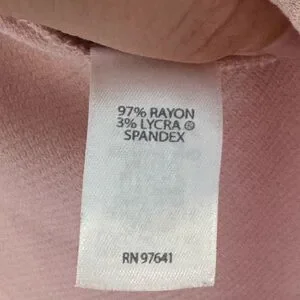 97% RAYON
3% LYCRA ®
SPANDEX
RN 97641